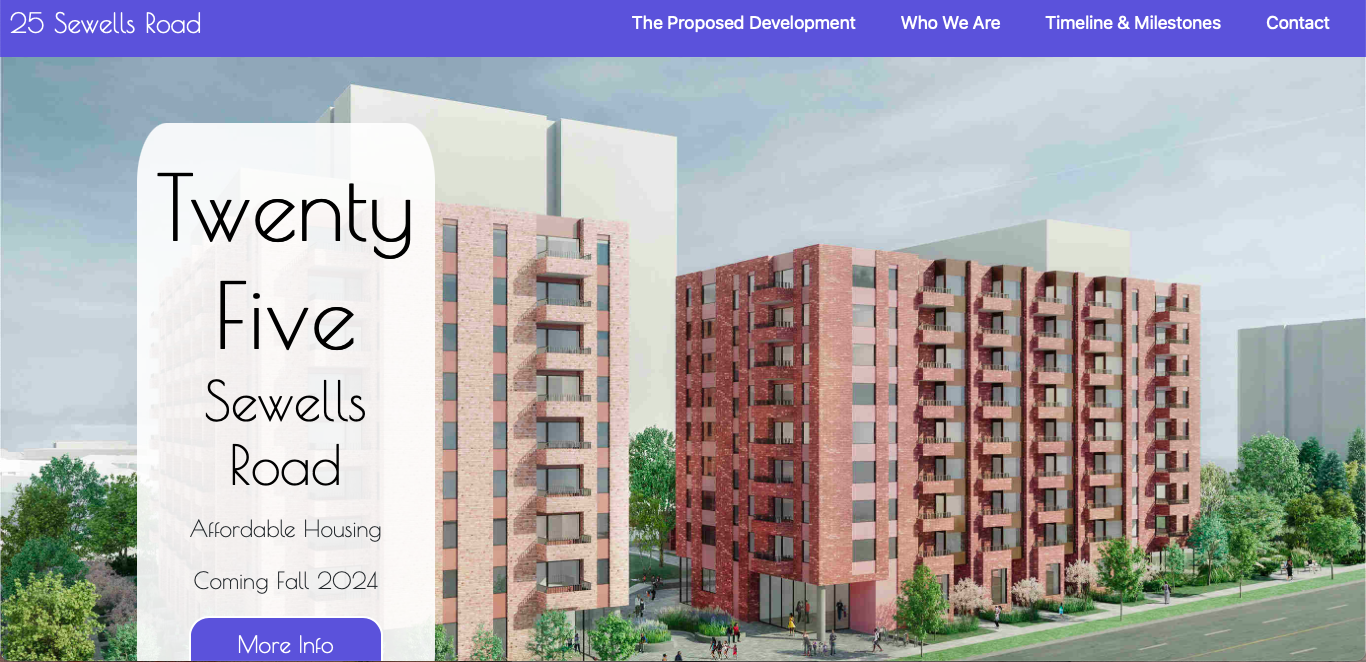 25 Sewells Road
The Proposed Development
Who We Are
Timeline & Milestones
Contact
Twenty
Five
Sewells
Road
Affordable Housing
Coming Fall 2024
More Info